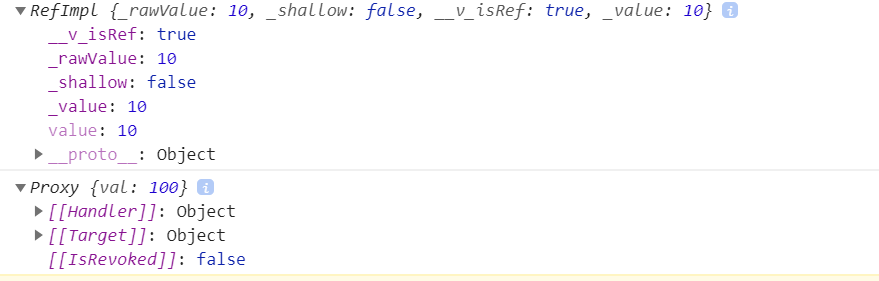 ▼RefImpl {_rawValue: 10, _shallow: false, __v_isRef: true, _value: 10} i
__v_isRef: true
_rawValue: 10
_shallow: false
_value: 10
value: 10
▶__proto__: Object
▼Proxy {val: 100} i
▶[[Handler]]: Object
▶[[Target]]: Object
[[IsRevoked]]: false